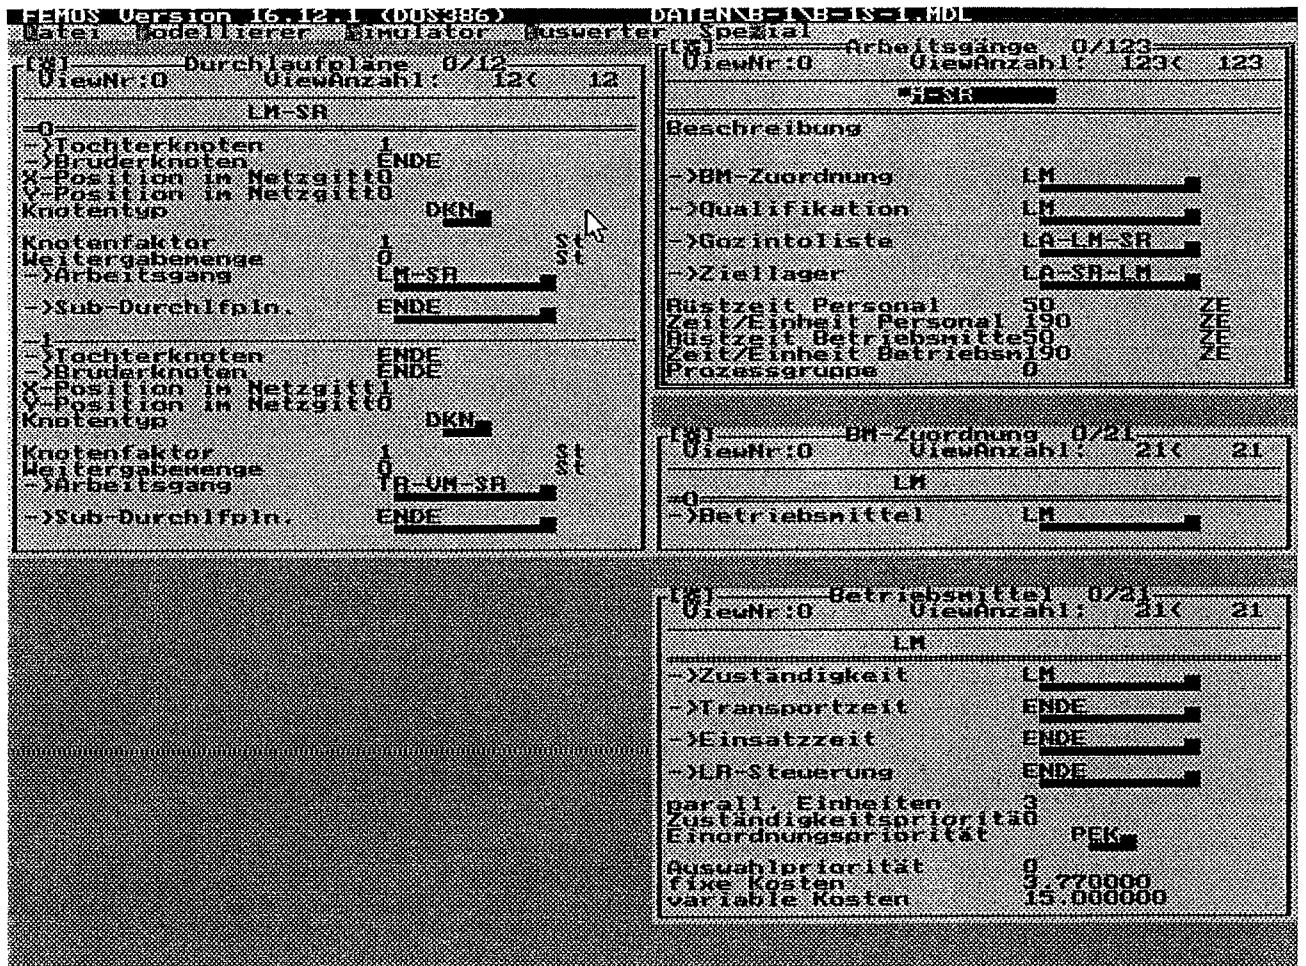 FEMOS Version 16.12.1 (DOS386) DATEN\B-1\B-1S-1.MDL
Datei Modellierer Simulator Auswerter Spezial
Durchlaufpläne 0/12
ViewNr:0 ViewAnzahl: 12( 12
LM-SR
0
->Tochterknoten 1
->Bruderknoten ENDE
X-Position im Netzgitt0
Y-Position im Netzgitt0
Knotentyp DKN
Knotenfaktor 1 St
Weitergabemenge 0 St
->Arbeitsgang LM-SR
->Sub-Durchlfpln. ENDE
1
->Tochterknoten ENDE
->Bruderknoten ENDE
X-Position im Netzgitt1
Y-Position im Netzgitt0
Knotentyp DKN
Knotenfaktor 1 St
Weitergabemenge 0 St
->Arbeitsgang TR-VM-SR
->Sub-Durchlfpln. ENDE
Arbeitsgänge 0/123
ViewNr:0 ViewAnzahl: 123( 123
Beschreibung
->BM-Zuordnung LM
->Qualifikation LM
->Gozintoliste LA-LM-SR
->Ziellager LA-SR-LM
Rüstzeit Personal 50 ZE
Zeit/Einheit Personal 190 ZE
Rüstzeit Betriebsmitte50 ZE
Zeit/Einheit Betriebsm190 ZE
Prozessgruppe 0
BM-Zuordnung 0/21
ViewNr:0 ViewAnzahl: 21( 21
LM
0
->Betriebsmittel LM
Betriebsmittel 0/21
ViewNr:0 ViewAnzahl: 21( 21
LM
->Zuständigkeit LM
->Transportzeit ENDE
->Einsatzzeit ENDE
->LA-Steuerung ENDE
parall. Einheiten 3
Zuständigkeitsprioritä0
Einordnungspriorität PEK
Auswahlpriorität 0
fixe Kosten 3.770000
variable Kosten 15.000000